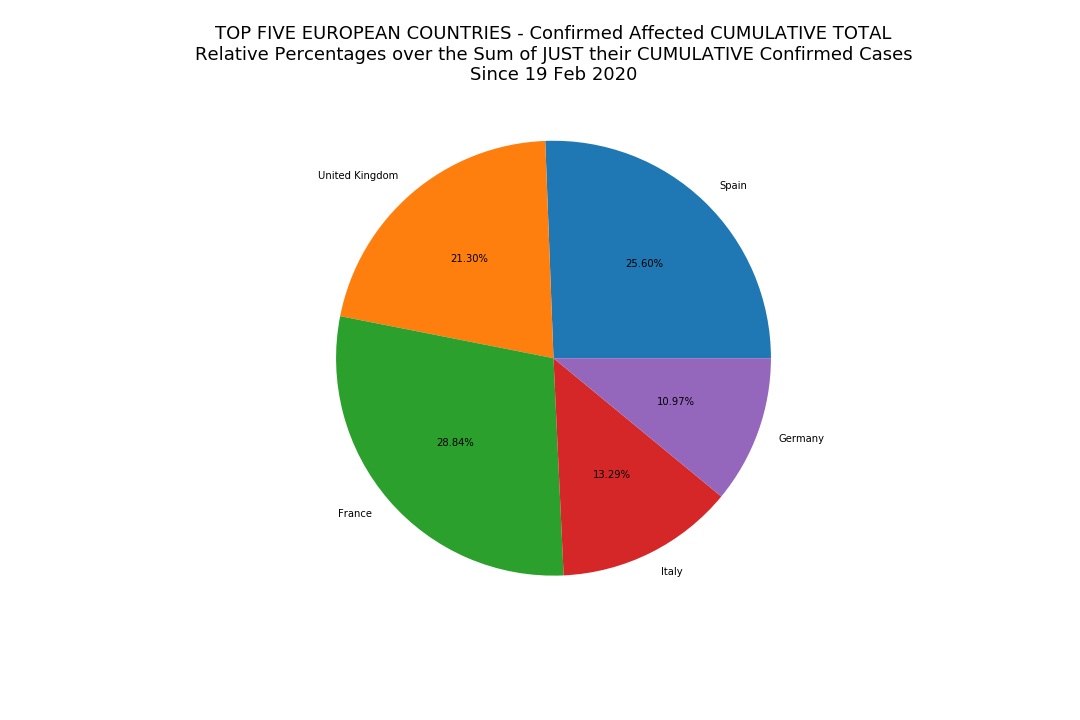 TOP FIVE EUROPEAN COUNTRIES - Confirmed Affected CUMULATIVE TOTAL
Relative Percentages over the Sum of JUST their CUMULATIVE Confirmed Cases
Since 19 Feb 2020
United Kingdom
Spain
21.30%
25.60%
10.97%
Germany
28.84%
13.29%
France
Italy